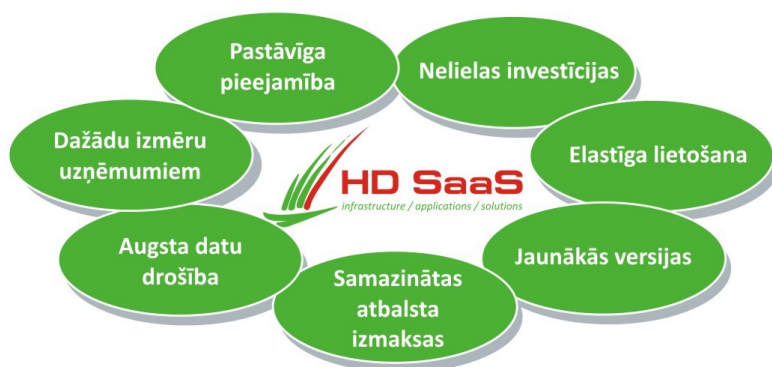 Pastāvīga
pieejamība
Nelielas investīcijas
Dažādu izmēru
uzņēmumiem
Elastīga lietošana
HD SaaS
infrastructure / applications / solutions
Augsta datu
drošība
Jaunākās versijas
Samazinātas
atbalsta
izmaksas